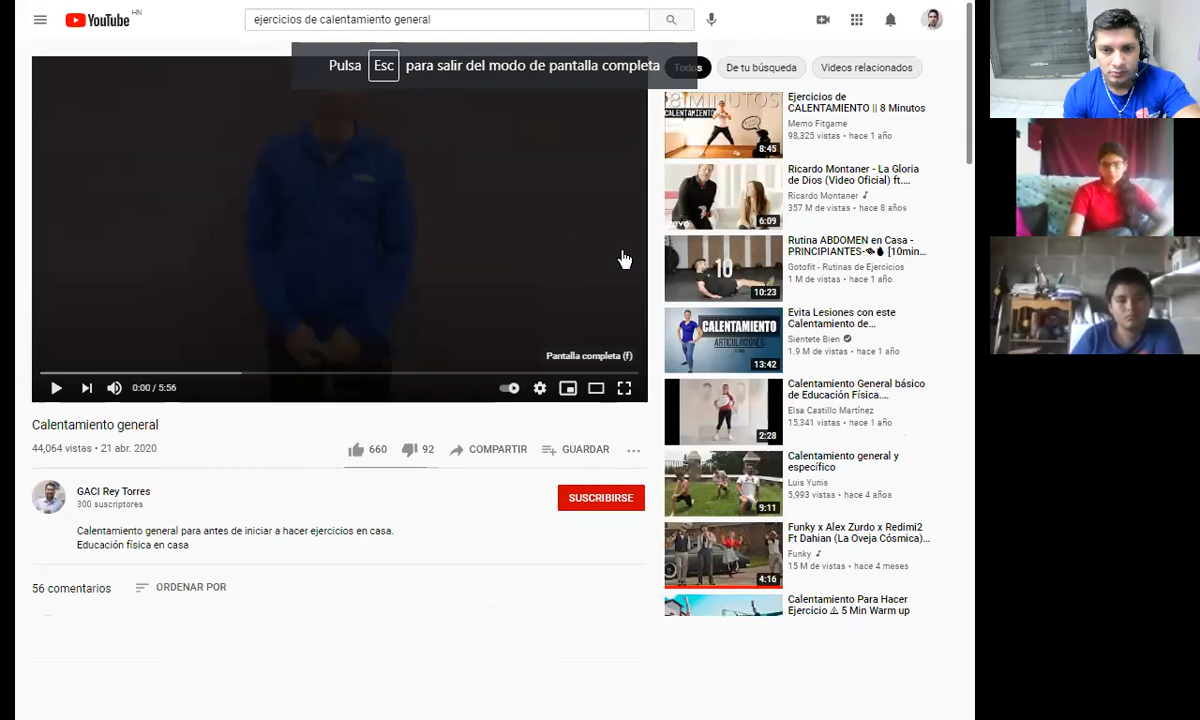 YouTube HN
ejercicios de calentamiento general
Pulsa Esc para salir del modo de pantalla completa
Todos
De tu búsqueda
Videos relacionados
Pantalla completa (f)
0:00 / 5:56
Calentamiento general
44,064 vistas • 21 abr. 2020
660
92
COMPARTIR
GUARDAR
GACI Rey Torres
300 suscriptores
SUSCRIBIRSE
Calentamiento general para antes de iniciar a hacer ejercicios en casa.
Educación física en casa
56 comentarios
ORDENAR POR
8 MINUTOS
CALENTAMIENTO
8:45
Ejercicios de
CALENTAMIENTO || 8 Minutos
Memo Fitgame
98,325 vistas • hace 1 año
6:09
Ricardo Montaner - La Gloria
de Dios (Video Oficial) ft....
Ricardo Montaner
357 M de vistas • hace 8 años
10
10:23
Rutina ABDOMEN en Casa -
PRINCIPIANTES- [10min...
Gotofit - Rutinas de Ejercicios
1 M de vistas • hace 1 año
CALENTAMIENTO
ARTICULACIONES
13:42
Evita Lesiones con este
Calentamiento de...
Sientete Bien
1.9 M de vistas • hace 1 año
2:28
Calentamiento General básico
de Educación Física....
Elsa Castillo Martínez
15,341 vistas • hace 1 año
9:11
Calentamiento general y
específico
Luis Yunis
5,993 vistas • hace 4 años
4:16
Funky x Alex Zurdo x Redimi2
Ft Dahian (La Oveja Cósmica)...
Funky
15 M de vistas • hace 4 meses
Calentamiento Para Hacer
Ejercicio ⚠ 5 Min Warm up